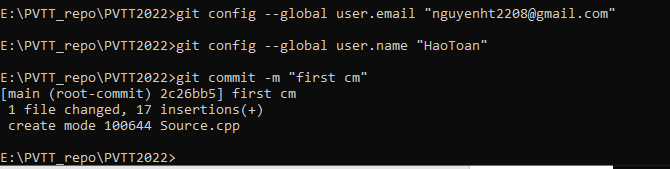 E:\PVTT_repo\PVTT2022>git config --global user.email "nguyenht2208@gmail.com"
E:\PVTT_repo\PVTT2022>git config --global user.name "HaoToan"
E:\PVTT_repo\PVTT2022>git commit -m "first cm"
[main (root-commit) 2c26bb5] first cm
 1 file changed, 17 insertions(+)
 create mode 100644 Source.cpp
E:\PVTT_repo\PVTT2022>